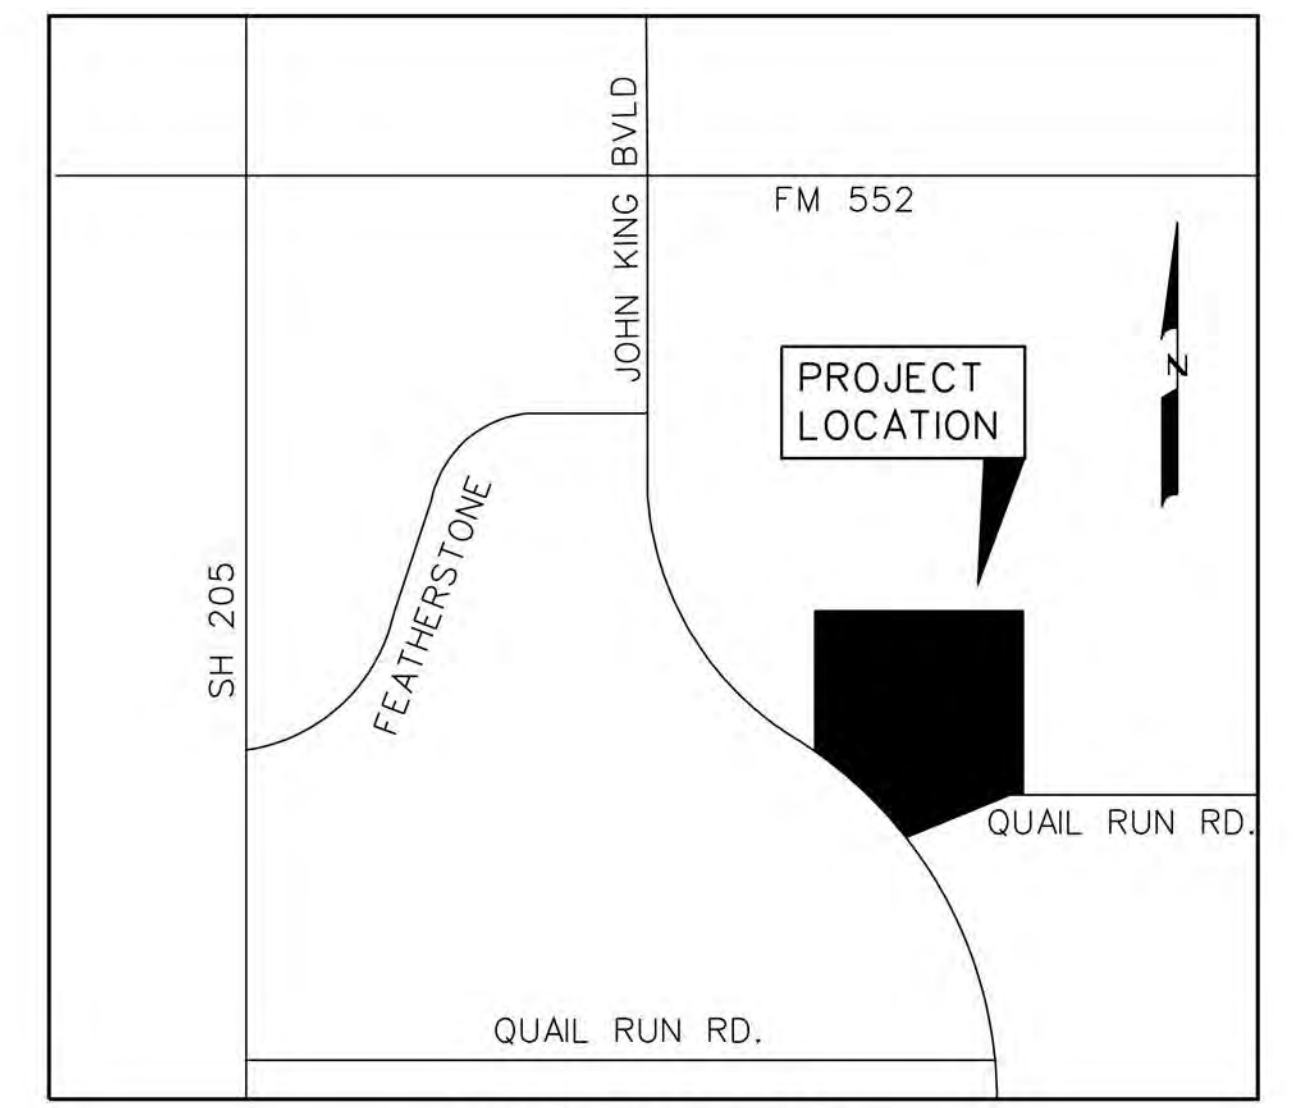 JOHN KING BVLD
FM 552
N
PROJECT
LOCATION
FEATHERSTONE
SH 205
QUAIL RUN RD.
QUAIL RUN RD.